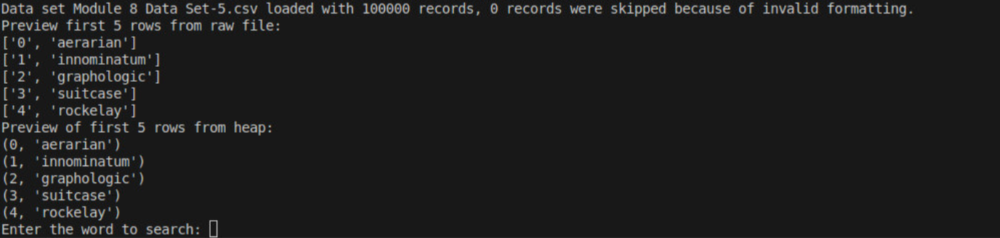 Data set Module 8 Data Set-5.csv loaded with 100000 records, 0 records were skipped because of invalid formatting.
Preview first 5 rows from raw file:
['0', 'aerarian']
['1', 'innominatum']
['2', 'graphologic']
['3', 'suitcase']
['4', 'rockelay']
Preview of first 5 rows from heap:
(0, 'aerarian')
(1, 'innominatum')
(2, 'graphologic')
(3, 'suitcase')
(4, 'rockelay')
Enter the word to search: